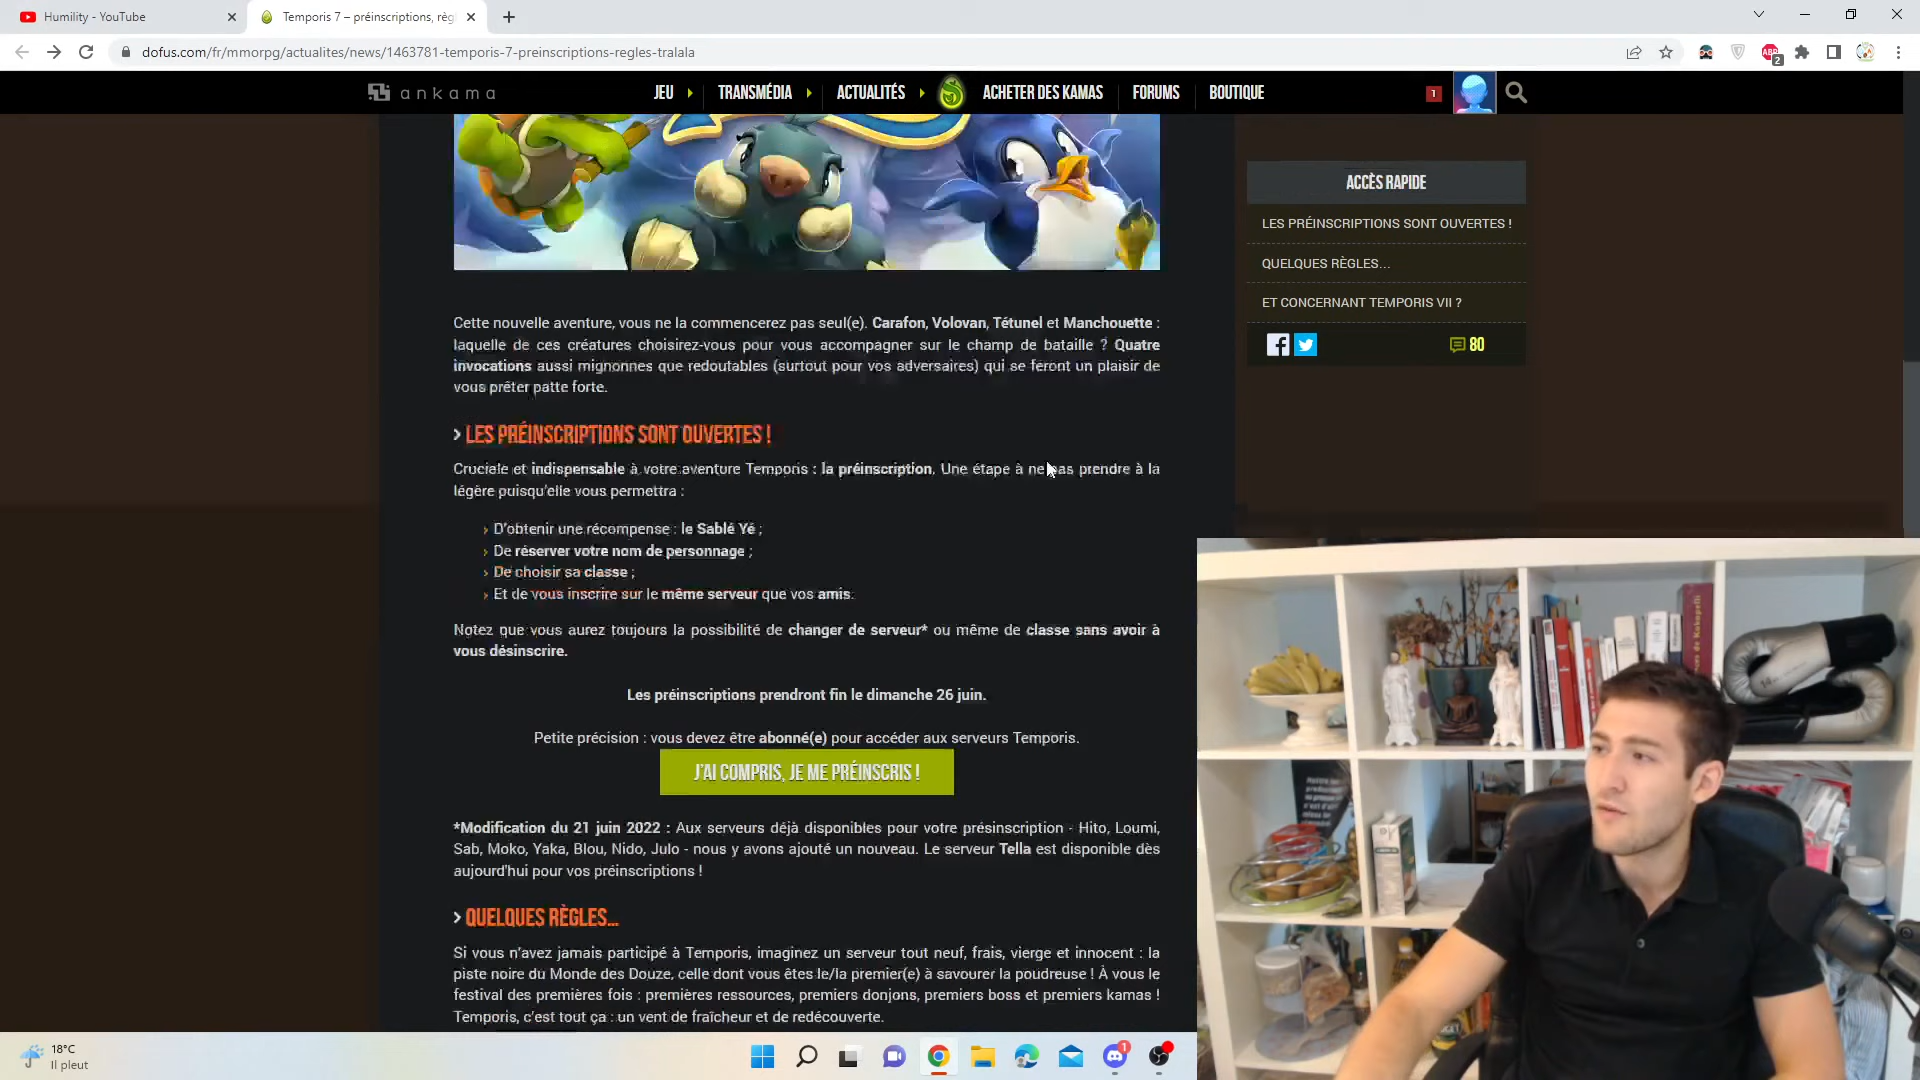 Humility - YouTube
Temporis 7 – préinscriptions, règ
dofus.com/fr/mmorpg/actualites/news/1463781-temporis-7-preinscriptions-regles-tralala
ABP
2
ankama
JEU
TRANSMÉDIA
ACTUALITÉS
ACHETER DES KAMAS
FORUMS
BOUTIQUE
1
ACCÈS RAPIDE
LES PRÉINSCRIPTIONS SONT OUVERTES !
QUELQUES RÈGLES...
ET CONCERNANT TEMPORIS VII ?
80
Cette nouvelle aventure, vous ne la commencerez pas seul(e). Carafon, Volovan, Tétunel et Manchouette :
laquelle de ces créatures choisirez-vous pour vous accompagner sur le champ de bataille ? Quatre
invocations aussi mignonnes que redoutables (surtout pour vos adversaires) qui se feront un plaisir de
vous prêter patte forte.
LES PRÉINSCRIPTIONS SONT OUVERTES !
Cruciale et indispensable à votre aventure Temporis : la préinscription. Une étape à ne pas prendre à la
légère puisqu'elle vous permettra :
D'obtenir une récompense : le Sablé Yé ;
De réserver votre nom de personnage ;
De choisir sa classe ;
Et de vous inscrire sur le même serveur que vos amis.
Notez que vous aurez toujours la possibilité de changer de serveur* ou même de classe sans avoir à
vous désinscrire.
Les préinscriptions prendront fin le dimanche 26 juin.
Petite précision : vous devez être abonné(e) pour accéder aux serveurs Temporis.
J'AI COMPRIS, JE ME PRÉINSCRIS !
*Modification du 21 juin 2022 : Aux serveurs déjà disponibles pour votre présinscription - Hito, Loumi,
Sab, Moko, Yaka, Blou, Nido, Julo - nous y avons ajouté un nouveau. Le serveur Tella est disponible dès
aujourd'hui pour vos préinscriptions !
QUELQUES RÈGLES...
Si vous n'avez jamais participé à Temporis, imaginez un serveur tout neuf, frais, vierge et innocent : la
piste noire du Monde des Douze, celle dont vous êtes le/la premier(e) à savourer la poudreuse ! À vous le
festival des premières fois : premières ressources, premiers donjons, premiers boss et premiers kamas !
Temporis, c'est tout ça : un vent de fraîcheur et de redécouverte.
18°C
Il pleut
1